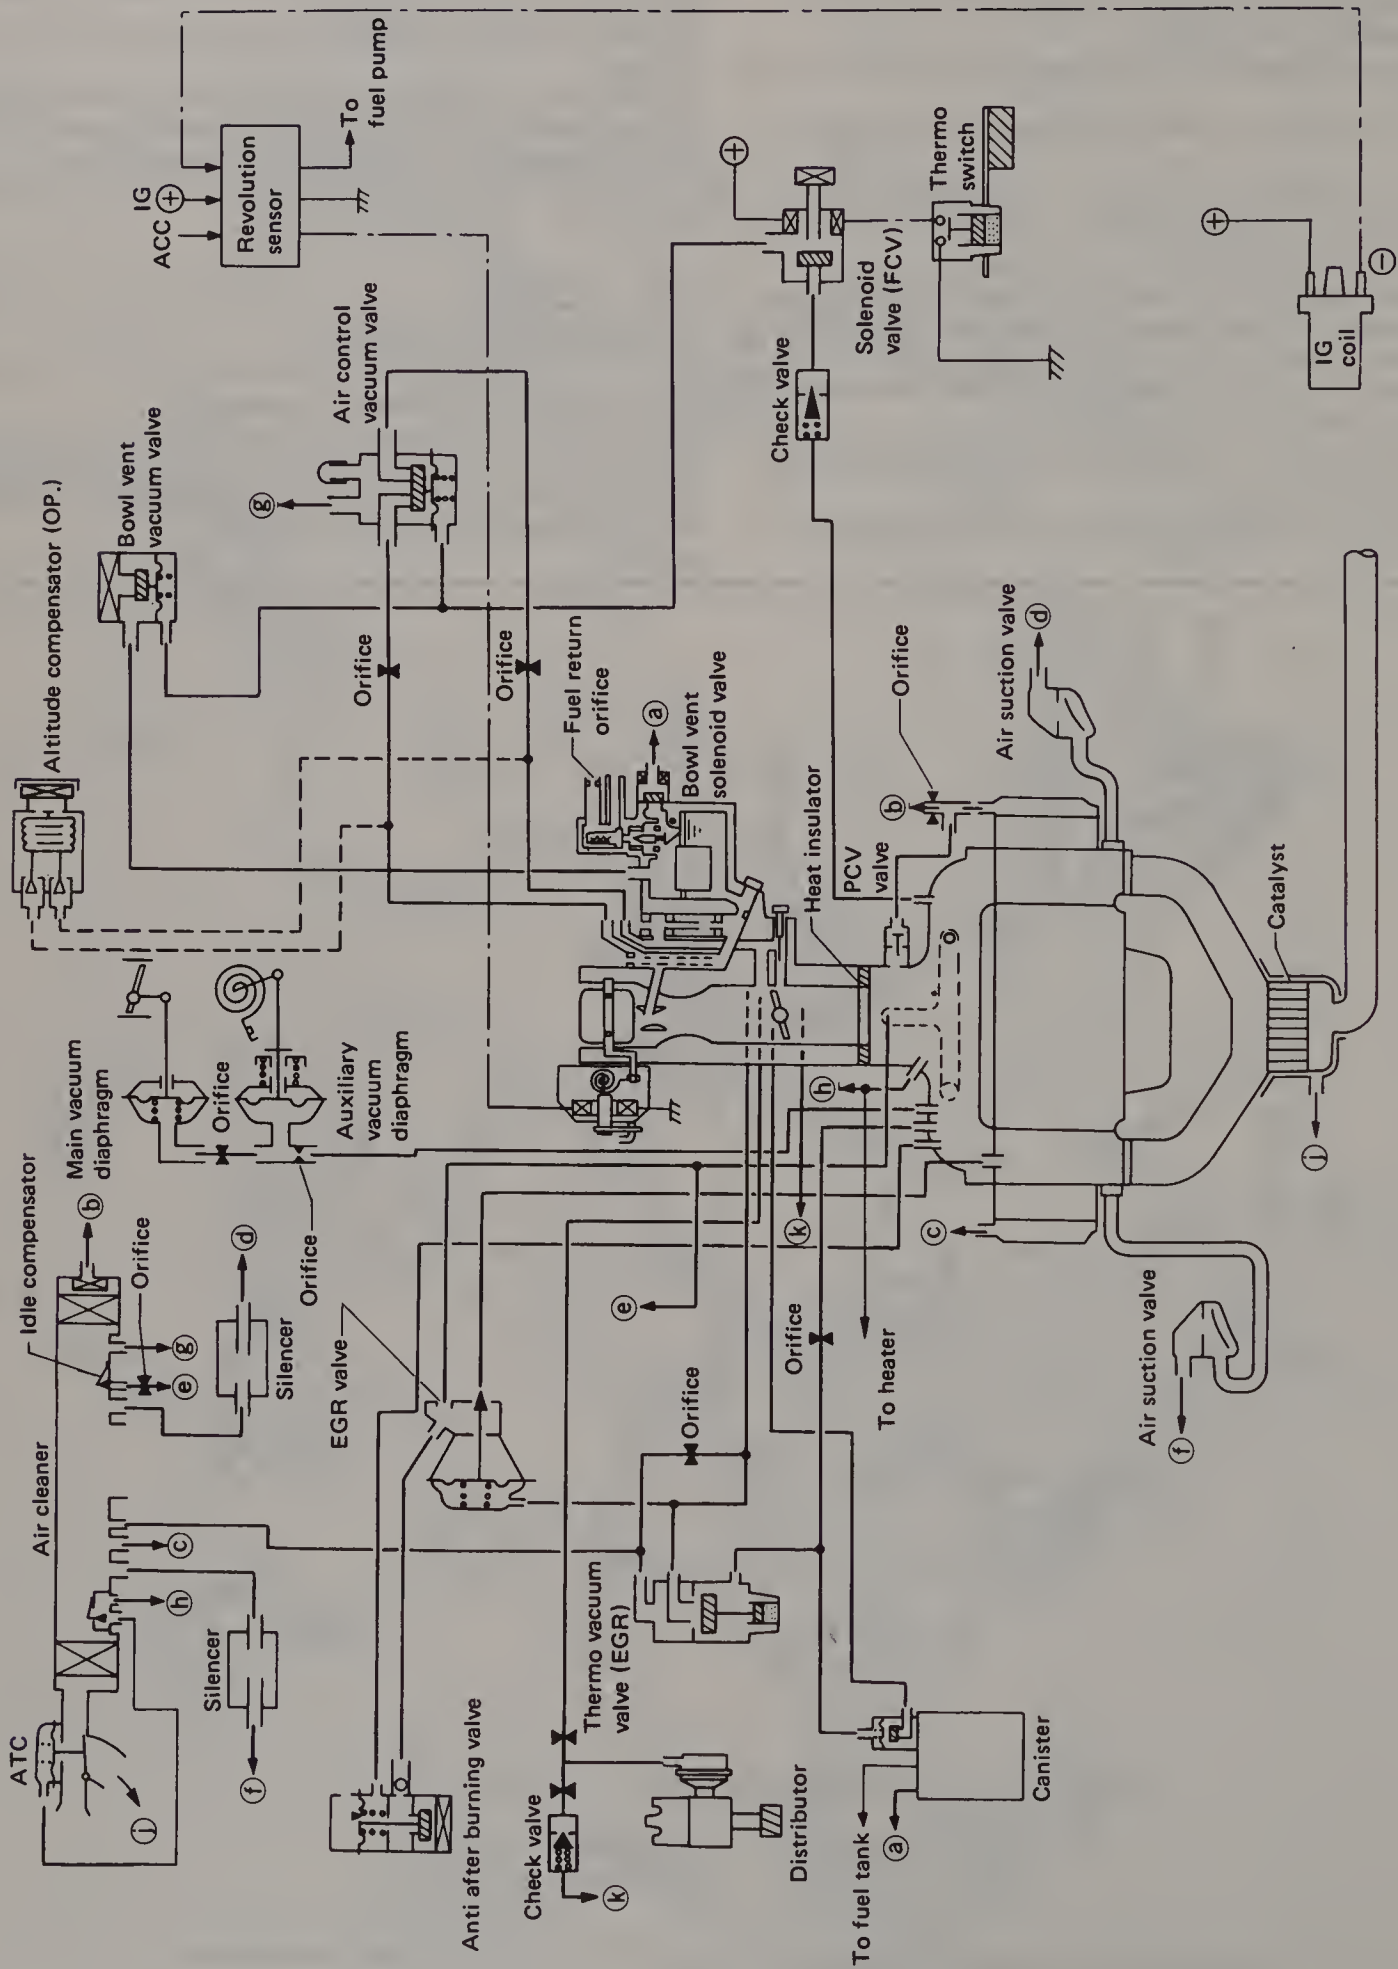 ATC
Air cleaner
Idle compensator
b
Orifice
Main vacuum
diaphragm
Orifice
Altitude compensator (OP.)
Bowl vent
vacuum valve
Air control
vacuum valve
ACC
IG
+
Revolution
sensor
To
fuel pump
j
h
c
e
g
d
Silencer
f
Silencer
Orifice
Auxiliary
vacuum
diaphragm
g
EGR valve
Orifice
Orifice
Anti after burning valve
Check valve
k
Thermo vacuum
valve (EGR)
Orifice
e
k
Fuel return
orifice
a
Bowl vent
solenoid valve
Heat insulator
Check valve
+
Solenoid
valve (FCV)
Thermo
switch
Distributor
Orifice
To heater
h
PCV
valve
b
Orifice
To fuel tank
a
Canister
c
Air suction valve
d
Air suction valve
f
j
Catalyst
+
IG
coil
−